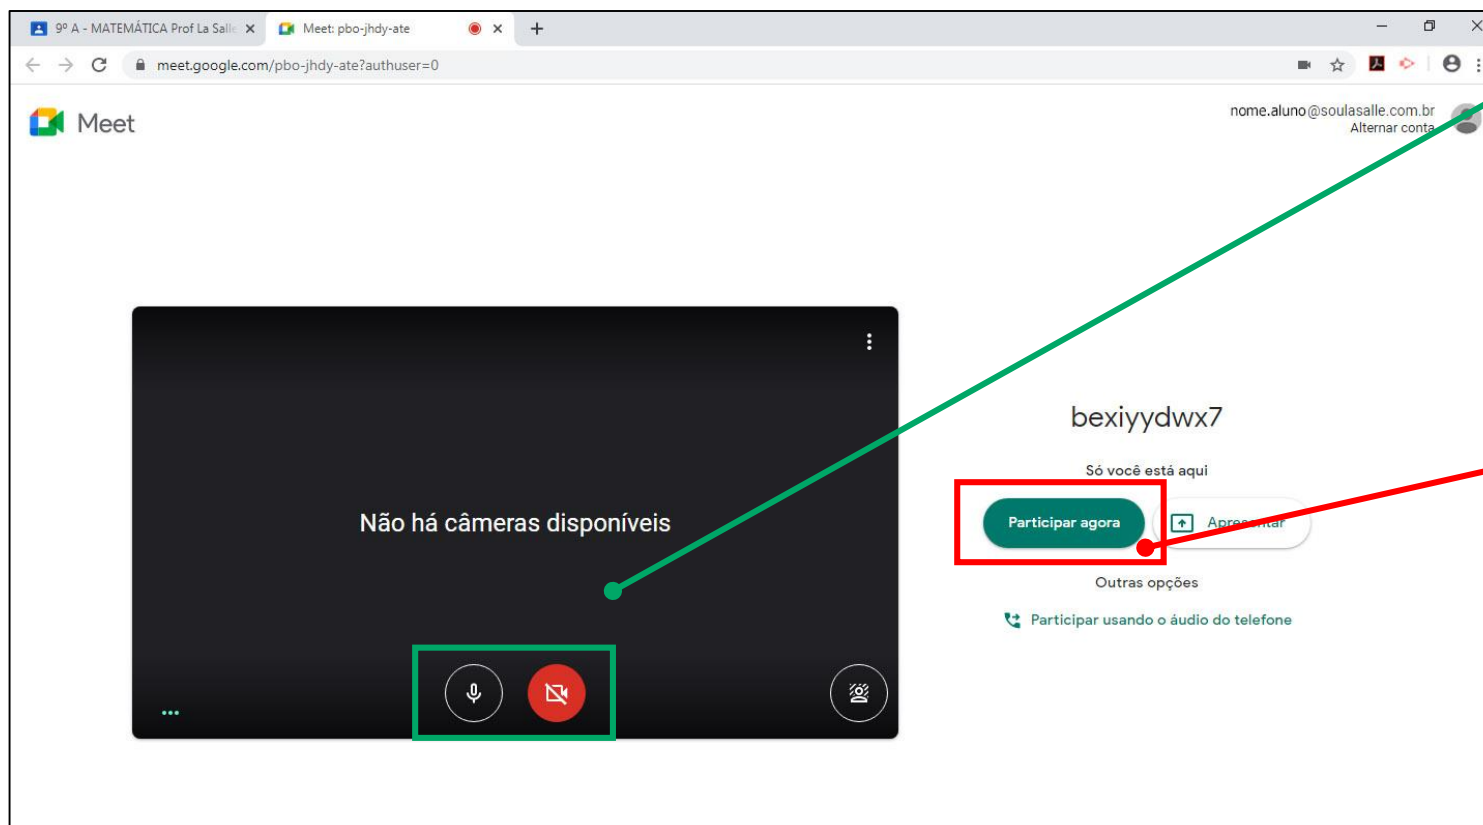 9º A - MATEMÁTICA Prof La Salle
Meet: pbo-jhdy-ate
meet.google.com/pbo-jhdy-ate?authuser=0
Meet
nome.aluno@soulasalle.com.br
Alternar conta
Não há câmeras disponíveis
bexiyydwx7
Só você está aqui
Participar agora
Apresentar
Outras opções
Participar usando o áudio do telefone